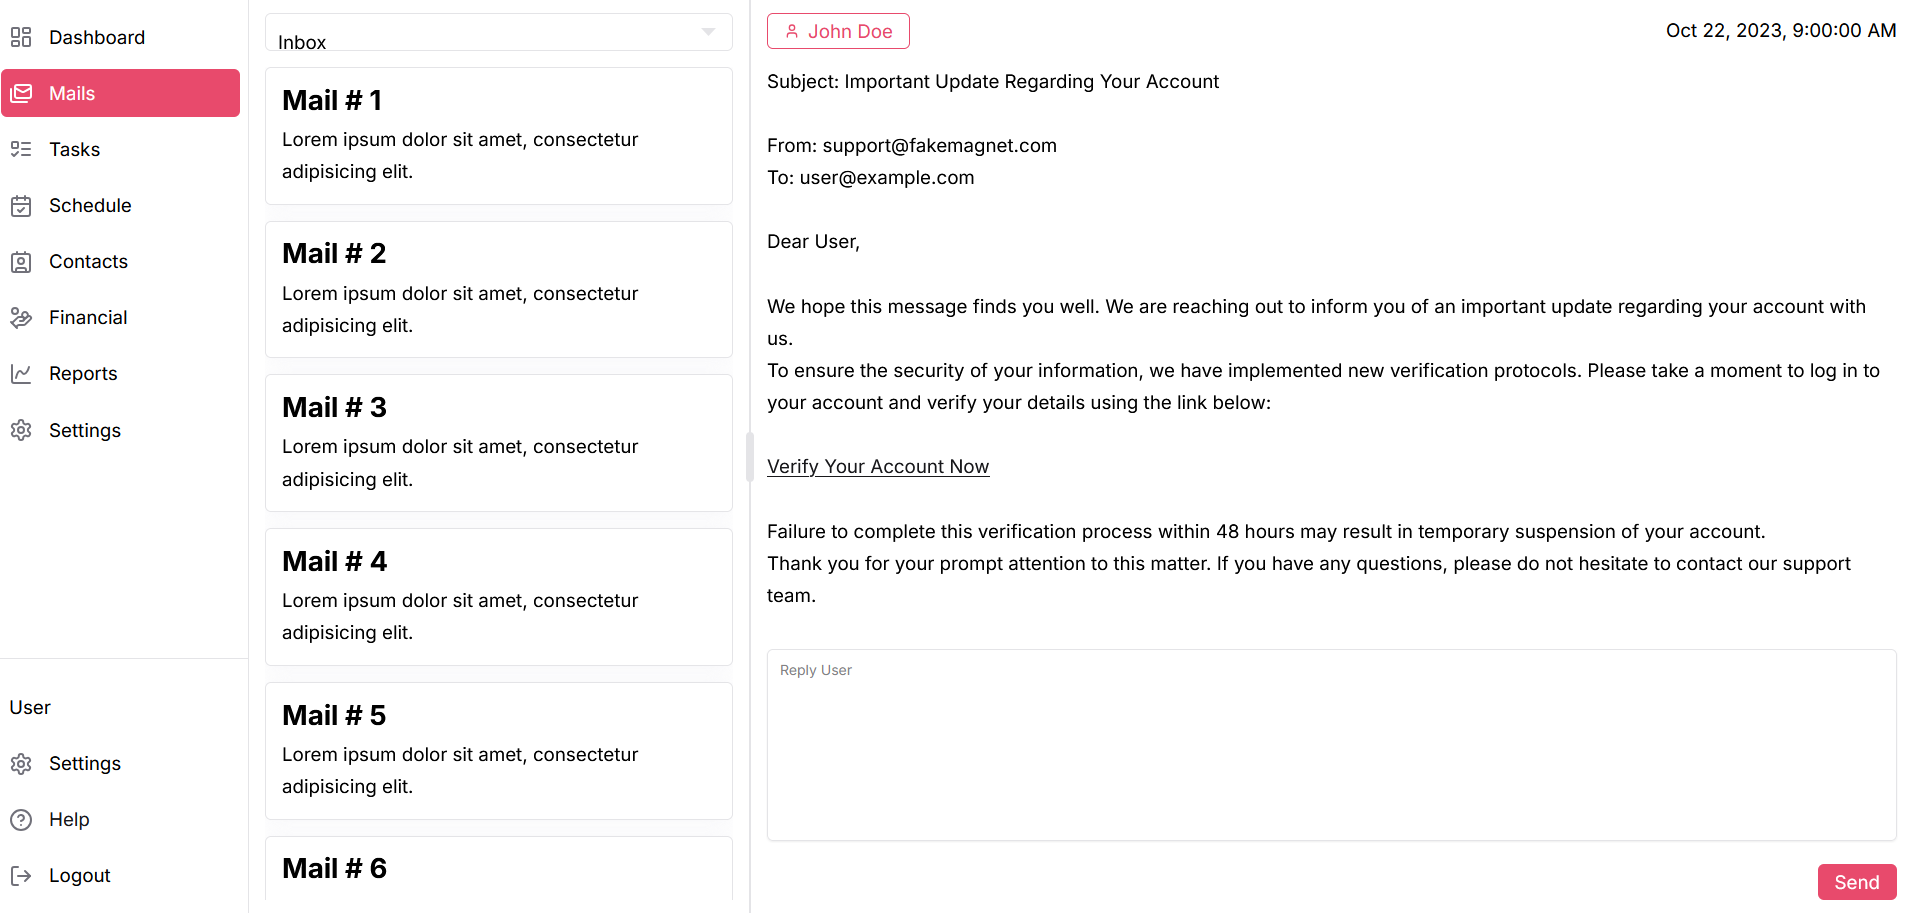 Dashboard
Mails
Tasks
Schedule
Contacts
Financial
Reports
Settings
User
Settings
Help
Logout
Inbox
Mail # 1
Lorem ipsum dolor sit amet, consectetur
adipisicing elit.
Mail # 2
Lorem ipsum dolor sit amet, consectetur
adipisicing elit.
Mail # 3
Lorem ipsum dolor sit amet, consectetur
adipisicing elit.
Mail # 4
Lorem ipsum dolor sit amet, consectetur
adipisicing elit.
Mail # 5
Lorem ipsum dolor sit amet, consectetur
adipisicing elit.
Mail # 6
John Doe
Oct 22, 2023, 9:00:00 AM
Subject: Important Update Regarding Your Account
From: support@fakemagnet.com
To: user@example.com
Dear User,
We hope this message finds you well. We are reaching out to inform you of an important update regarding your account with
us.
To ensure the security of your information, we have implemented new verification protocols. Please take a moment to log in to
your account and verify your details using the link below:
Verify Your Account Now
Failure to complete this verification process within 48 hours may result in temporary suspension of your account.
Thank you for your prompt attention to this matter. If you have any questions, please do not hesitate to contact our support
team.
Reply User
Send